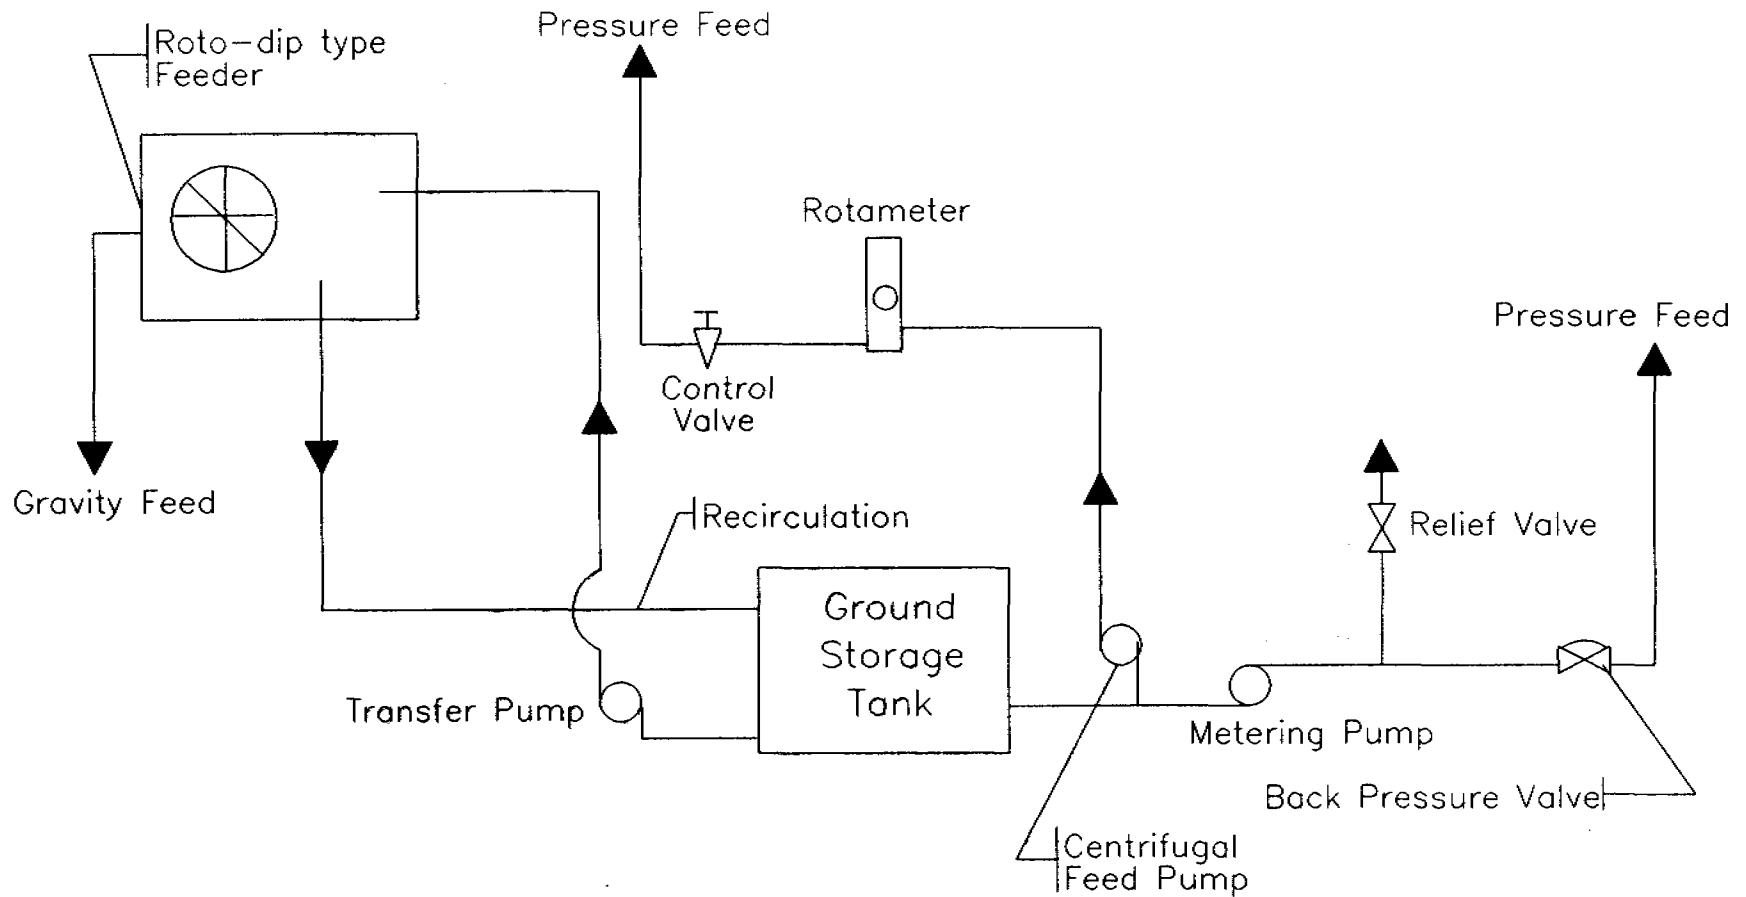 Pressure Feed
Roto-dip type
Feeder
Rotameter
Pressure Feed
Control
Valve
Gravity Feed
Recirculation
Relief Valve
Ground
Storage
Tank
Transfer Pump
Metering Pump
Back Pressure Valve
Centrifugal
Feed Pump